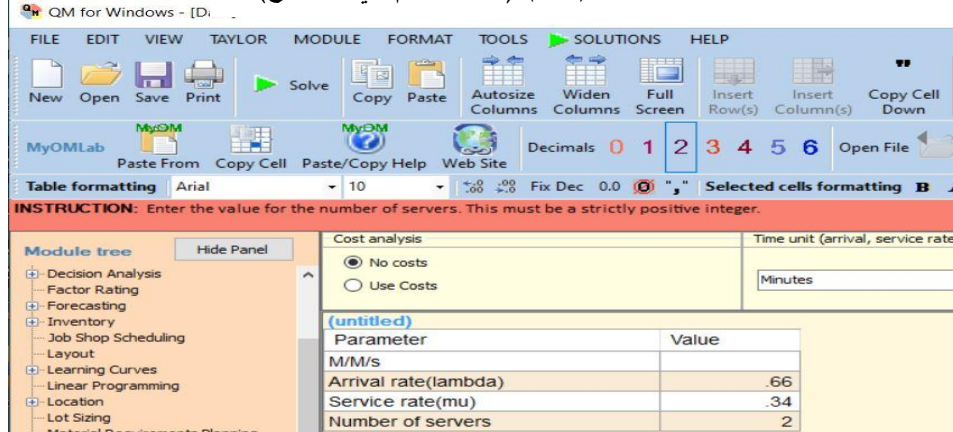 QM for Windows - [Da
FILE EDIT VIEW TAYLOR MODULE FORMAT TOOLS SOLUTIONS HELP
New Open Save Print Solve Copy Paste Autosize Columns Widen Columns Full Screen Insert Row(s) Insert Column(s) Copy Cell Down
MyOMLab MyOM Paste From Copy Cell MyOM Paste/Copy Help Web Site Decimals 0 1 2 3 4 5 6 Open File
Table formatting Arial 10 Fix Dec 0.0 "," Selected cells formatting B
INSTRUCTION: Enter the value for the number of servers. This must be a strictly positive integer.
Module tree Hide Panel
Decision Analysis
Factor Rating
Forecasting
Inventory
Job Shop Scheduling
Layout
Learning Curves
Linear Programming
Location
Lot Sizing
Material Requirements Planning
Cost analysis
No costs
Use Costs
Time unit (arrival, service rate
Minutes
(untitled)
Parameter Value
M/M/s
Arrival rate(lambda) .66
Service rate(mu) .34
Number of servers 2